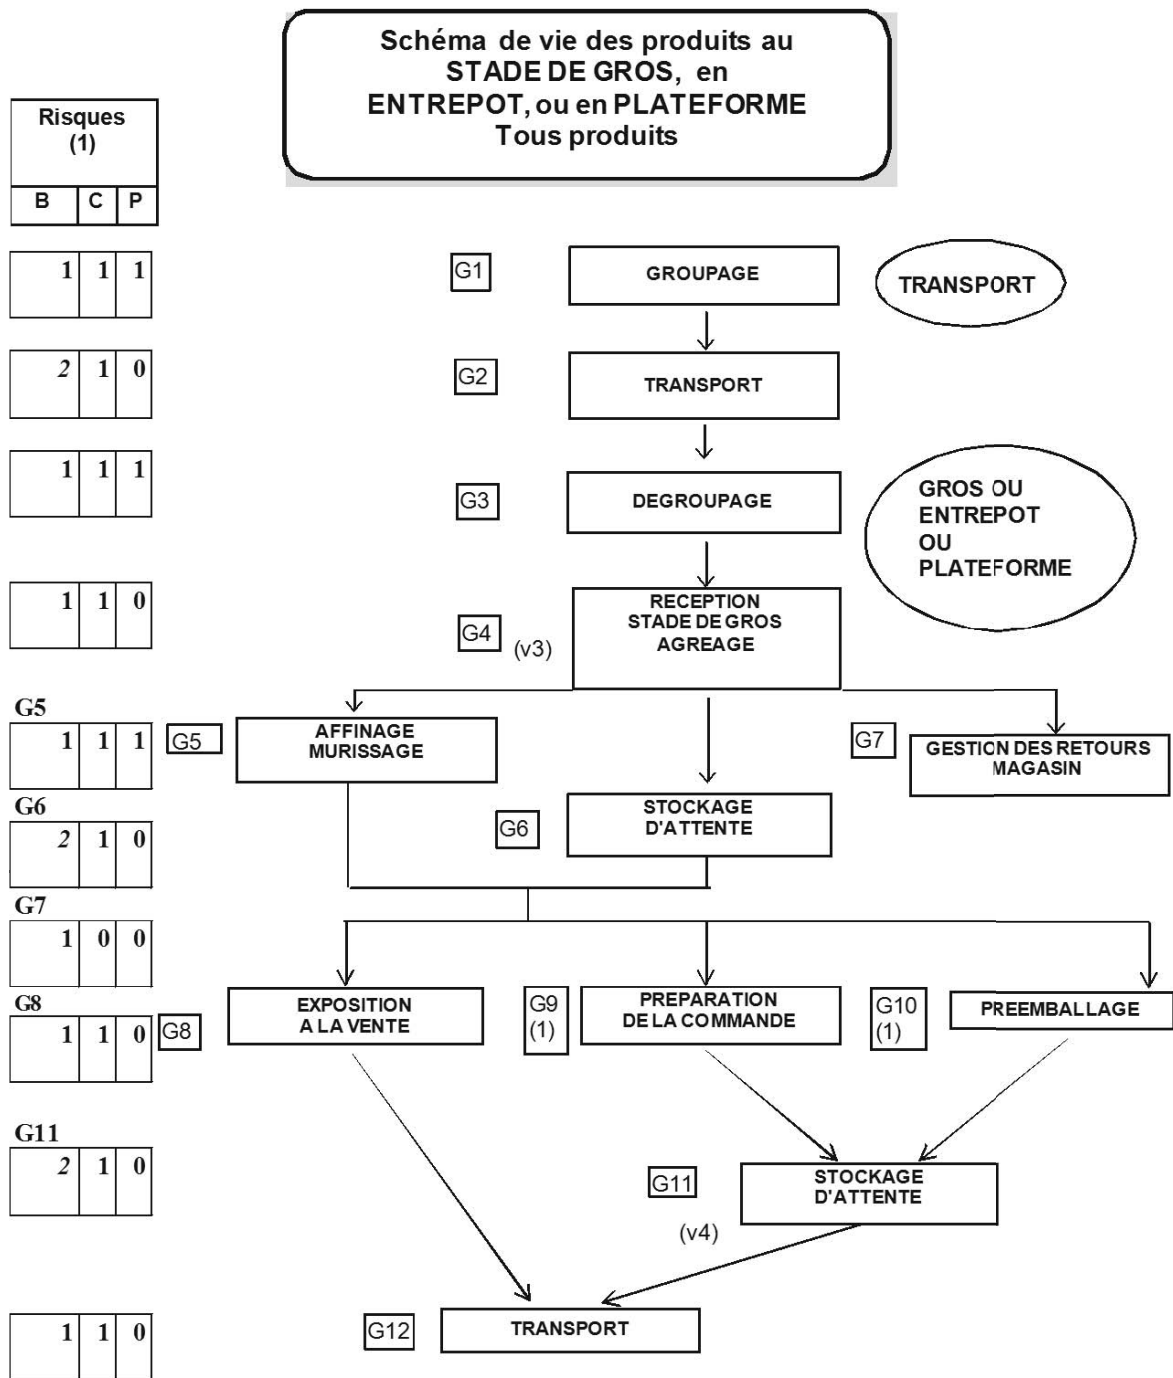 Schéma de vie des produits au
STADE DE GROS, en
ENTREPOT, ou en PLATEFORME
Tous produits
Risques
(1)
B C P
1 1 1
G1
GROUPAGE
TRANSPORT
2 1 0
G2
TRANSPORT
1 1 1
G3
DEGROUPAGE
GROS OU
ENTREPOT
OU
PLATEFORME
1 1 0
G4
(v3)
RECEPTION
STADE DE GROS
AGREAGE
G5
1 1 1
G5
AFFINAGE
MURISSAGE
G7
GESTION DES RETOURS
MAGASIN
G6
2 1 0
G6
STOCKAGE
D'ATTENTE
G7
1 0 0
G8
1 1 0
G8
EXPOSITION
A LA VENTE
G9
(1)
PREPARATION
DE LA COMMANDE
G10
(1)
PREEMBALLAGE
G11
2 1 0
G11
(v4)
STOCKAGE
D'ATTENTE
1 1 0
G12
TRANSPORT